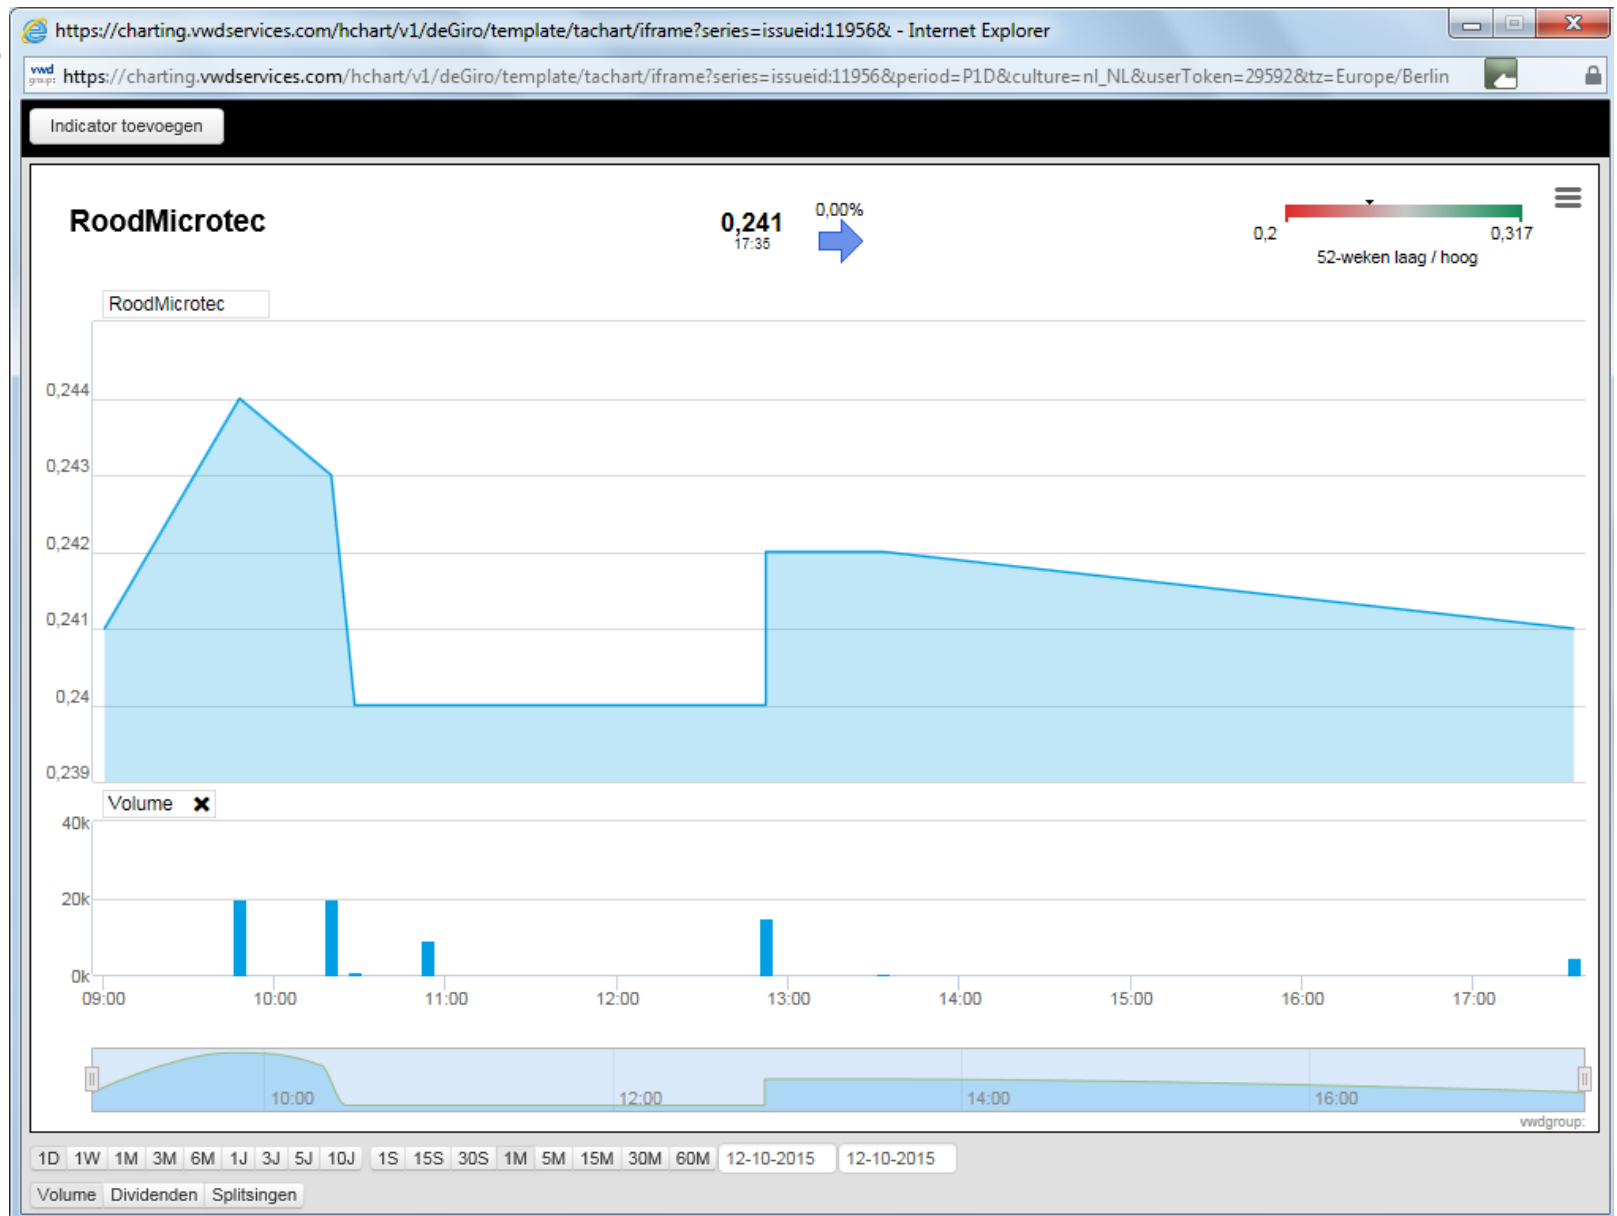 https://charting.vwdservices.com/hchart/v1/deGiro/template/tachart/iframe?series=issueid:11956& - Internet Explorer
vwd group: https://charting.vwdservices.com/hchart/v1/deGiro/template/tachart/iframe?series=issueid:11956&period=P1D&culture=nl_NL&userToken=29592&tz=Europe/Berlin
Indicator toevoegen
RoodMicrotec
0,241
17:35
0,00%
0,2
0,317
52-weken laag / hoog
RoodMicrotec
0,244
0,243
0,242
0,241
0,24
0,239
Volume
40k
20k
0k
09:00 10:00 11:00 12:00 13:00 14:00 15:00 16:00 17:00
10:00 12:00 14:00 16:00
vwdgroup:
1D 1W 1M 3M 6M 1J 3J 5J 10J 1S 15S 30S 1M 5M 15M 30M 60M 12-10-2015 12-10-2015
Volume Dividenden Splitsingen